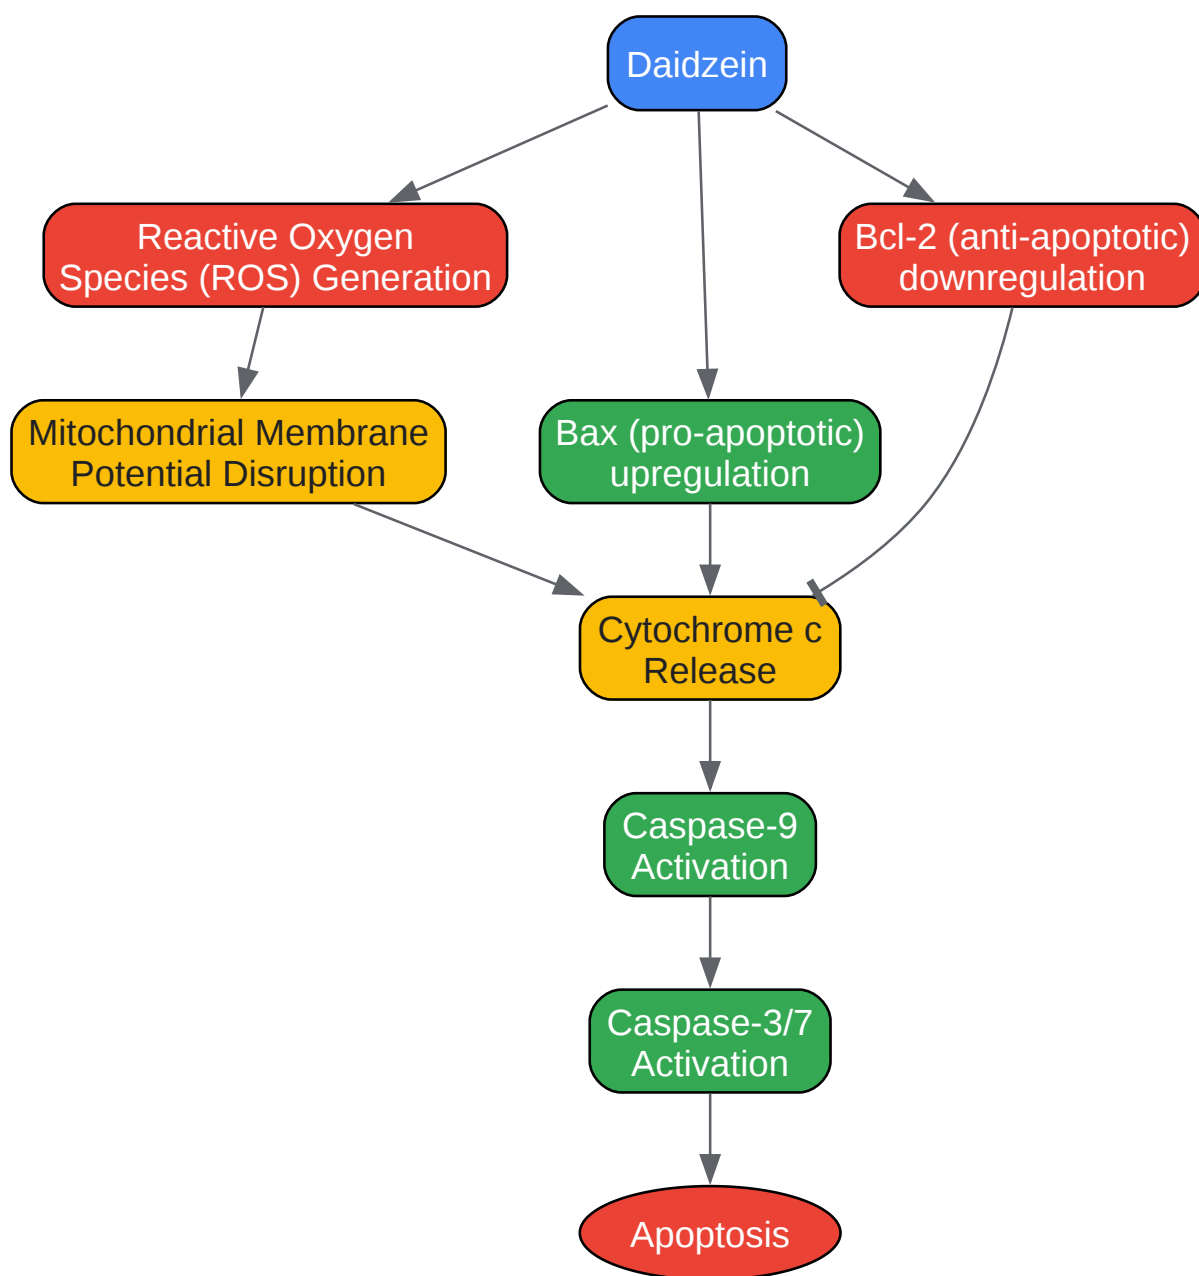 Daidzein
Reactive Oxygen
Species (ROS) Generation
Bcl-2 (anti-apoptotic)
downregulation
Mitochondrial Membrane
Potential Disruption
Bax (pro-apoptotic)
upregulation
Cytochrome c
Release
Caspase-9
Activation
Caspase-3/7
Activation
Apoptosis